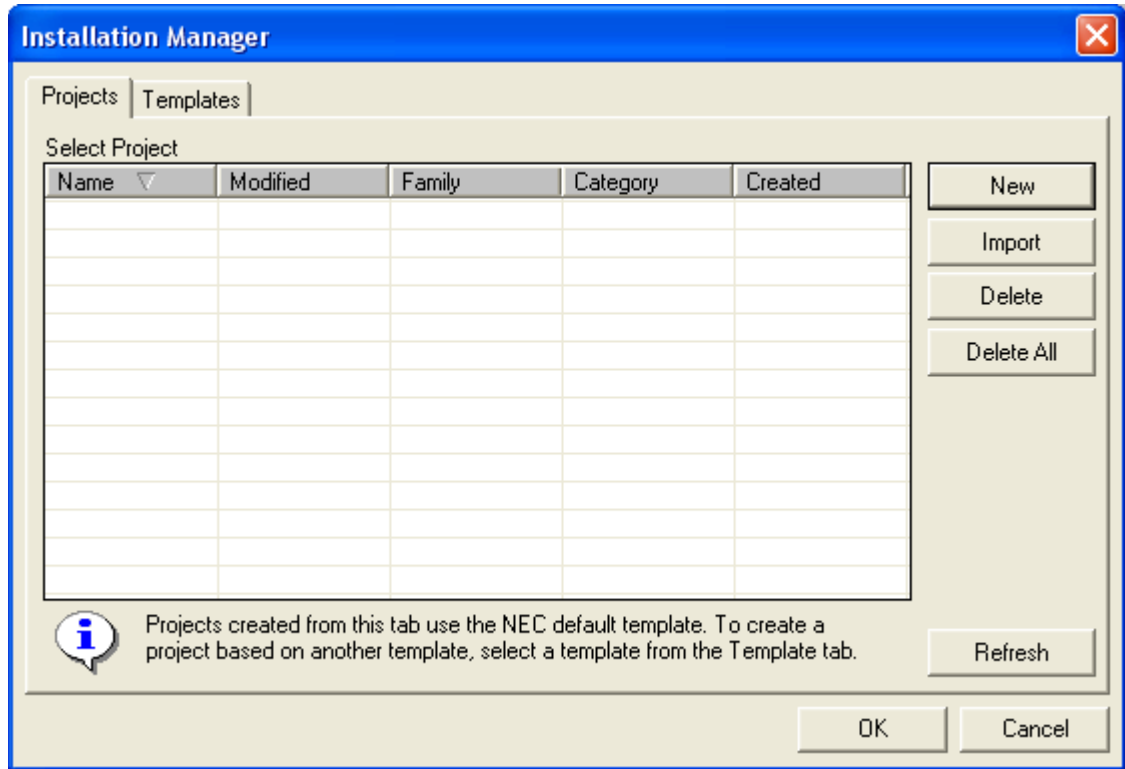 Installation Manager
Projects Templates
Select Project
Name Modified Family Category Created
New
Import
Delete
Delete All
Projects created from this tab use the NEC default template. To create a
project based on another template, select a template from the Template tab.
Refresh
OK Cancel